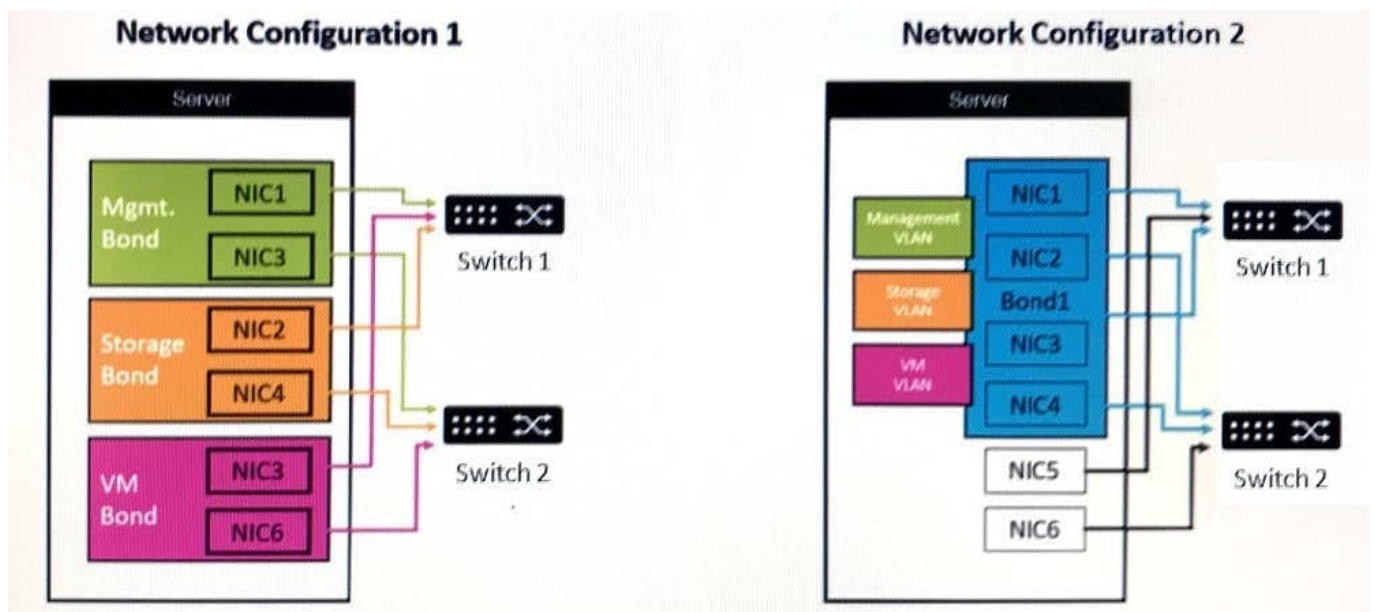 Network Configuration 1
Server
Mgmt.
Bond
NIC1
NIC3
Storage
Bond
NIC2
NIC4
VM
Bond
NIC3
NIC6
Switch 1
Switch 2
Network Configuration 2
Server
Management
VLAN
Storage
VLAN
VM
VLAN
NIC1
NIC2
Bond1
NIC3
NIC4
NIC5
NIC6
Switch 1
Switch 2